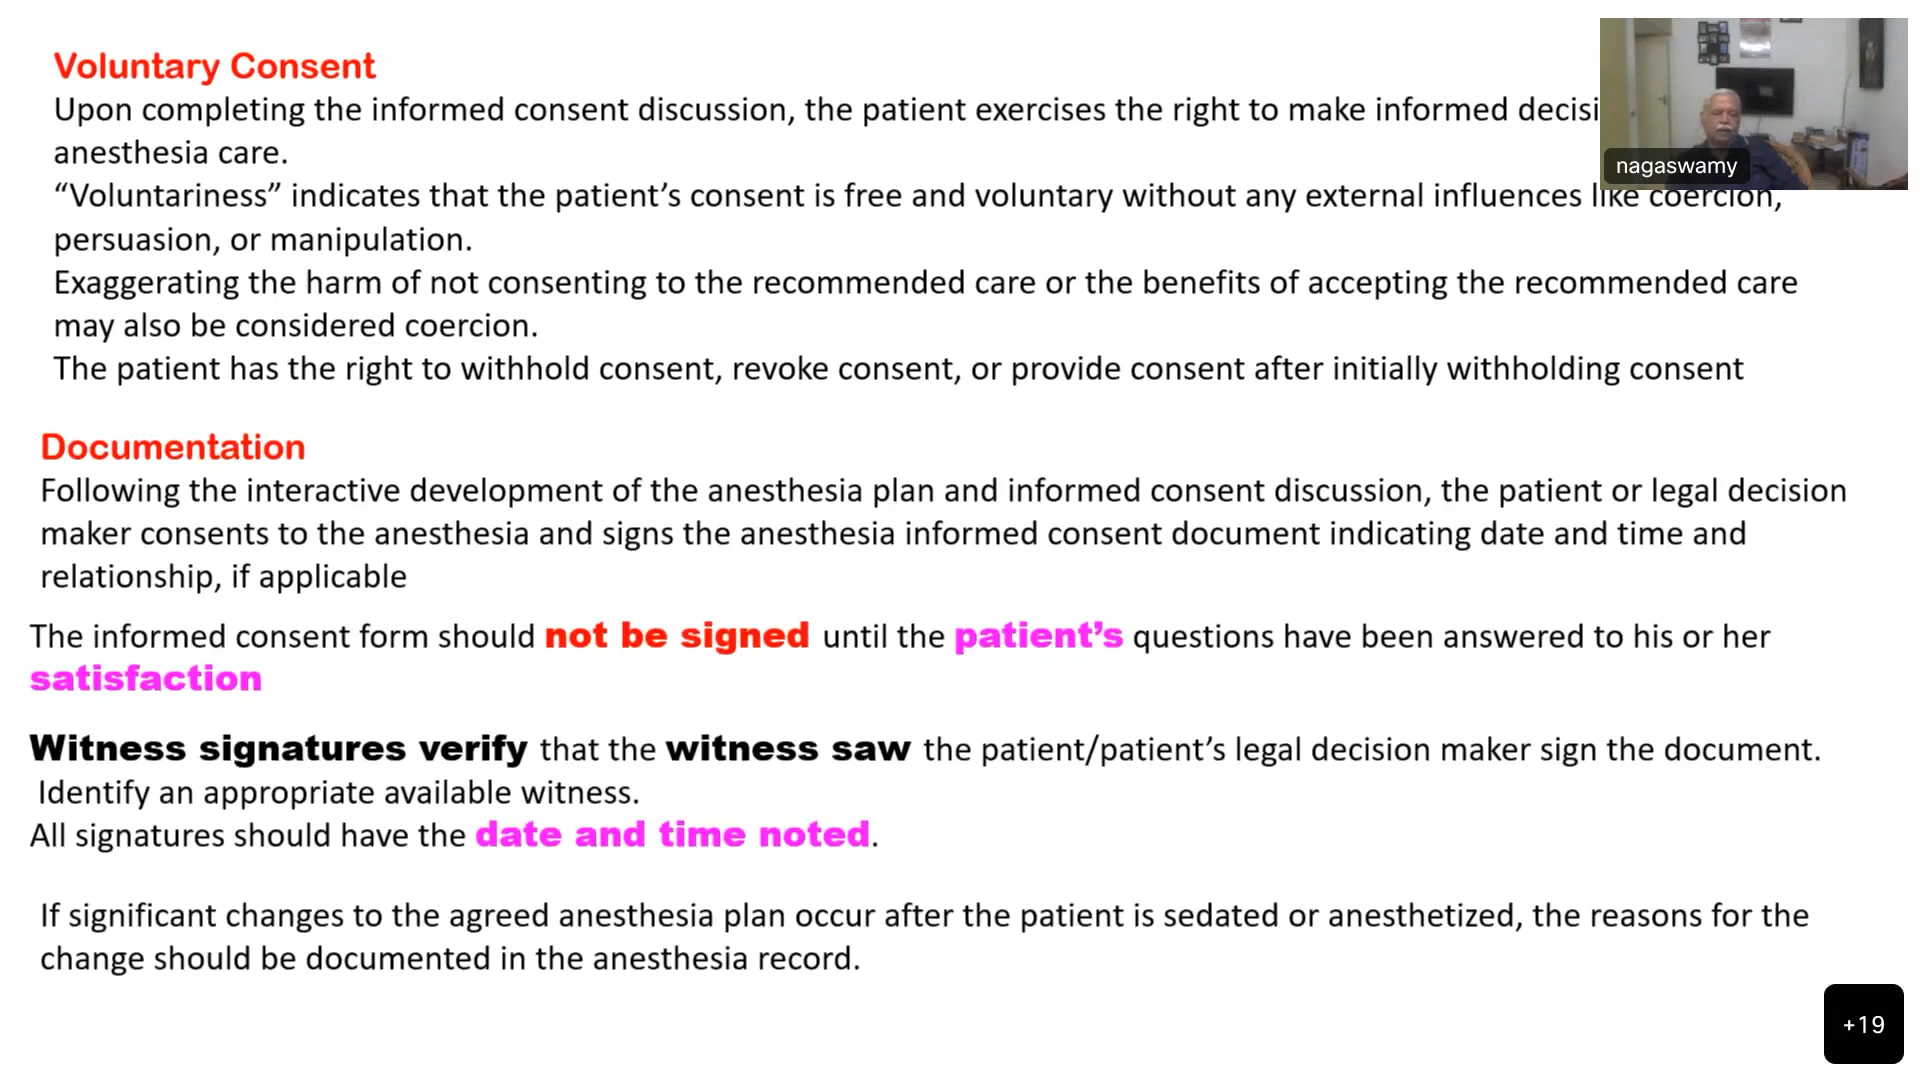 Voluntary Consent
Upon completing the informed consent discussion, the patient exercises the right to make informed
anesthesia care.
“Voluntariness” indicates that the patient’s consent is free and voluntary without any external influences like coercion,
persuasion, or manipulation.
Exaggerating the harm of not consenting to the recommended care or the benefits of accepting the recommended care
may also be considered coercion.
The patient has the right to withhold consent, revoke consent, or provide consent after initially withholding consent
Documentation
Following the interactive development of the anesthesia plan and informed consent discussion, the patient or legal decision
maker consents to the anesthesia and signs the anesthesia informed consent document indicating date and time and
relationship, if applicable
The informed consent form should not be signed until the patient’s questions have been answered to his or her
satisfaction
Witness signatures verify that the witness saw the patient/patient’s legal decision maker sign the document.
Identify an appropriate available witness.
All signatures should have the date and time noted.
If significant changes to the agreed anesthesia plan occur after the patient is sedated or anesthetized, the reasons for the
change should be documented in the anesthesia record.
nagaswamy
+19